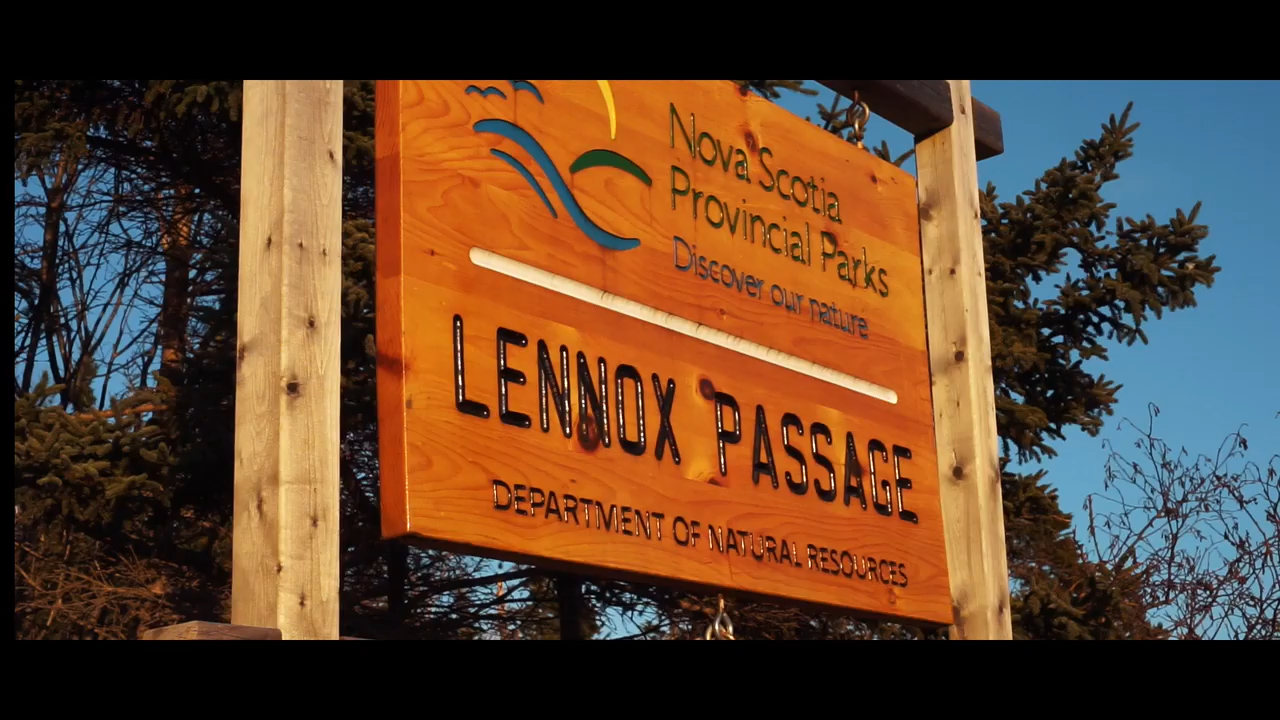 Nova Scotia
Provincial Parks
Discover our nature
LENNOX PASSAGE
DEPARTMENT OF NATURAL RESOURCES